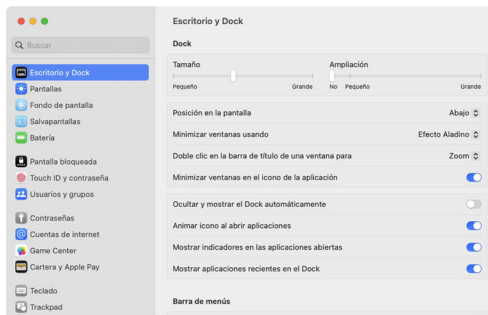 Escritorio y Dock
Buscar
Escritorio y Dock
Pantallas
Fondo de pantalla
Salvapantallas
Batería
Pantalla bloqueada
Touch ID y contraseña
Usuarios y grupos
Contraseñas
Cuentas de internet
Game Center
Cartera y Apple Pay
Teclado
Trackpad
Dock
Tamaño Ampliación
Pequeño Grande No Pequeño Grande
Posición en la pantalla Abajo
Minimizar ventanas usando Efecto Aladino
Doble clic en la barra de título de una ventana para Zoom
Minimizar ventanas en el icono de la aplicación
Ocultar y mostrar el Dock automáticamente
Animar icono al abrir aplicaciones
Mostrar indicadores en las aplicaciones abiertas
Mostrar aplicaciones recientes en el Dock
Barra de menús